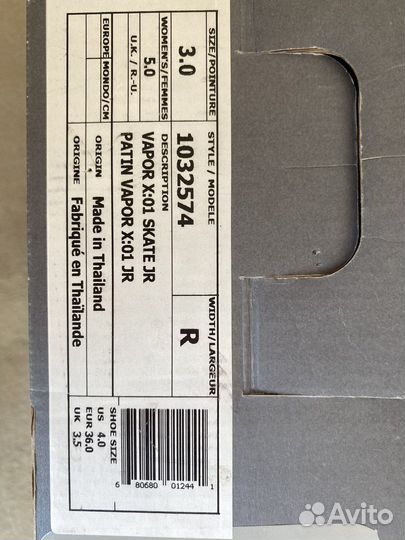 SIZE/POINTURE
3.0
WOMEN'S/FEMMES
5.0
U.K. / R.-U.
EUROPE MONDO/CM
STYLE / MODELE
1032574
WIDTH/LARGEUR
R
DESCRIPTION
VAPOR X:01 SKATE JR
PATIN VAPOR X:01 JR
ORIGIN
Made in Thailand
ORIGINE
Fabriqué en Thaïlande
SHOE SIZE
US 4.0
EUR 36.0
UK 3.5
6 80680 01244 1
Avito